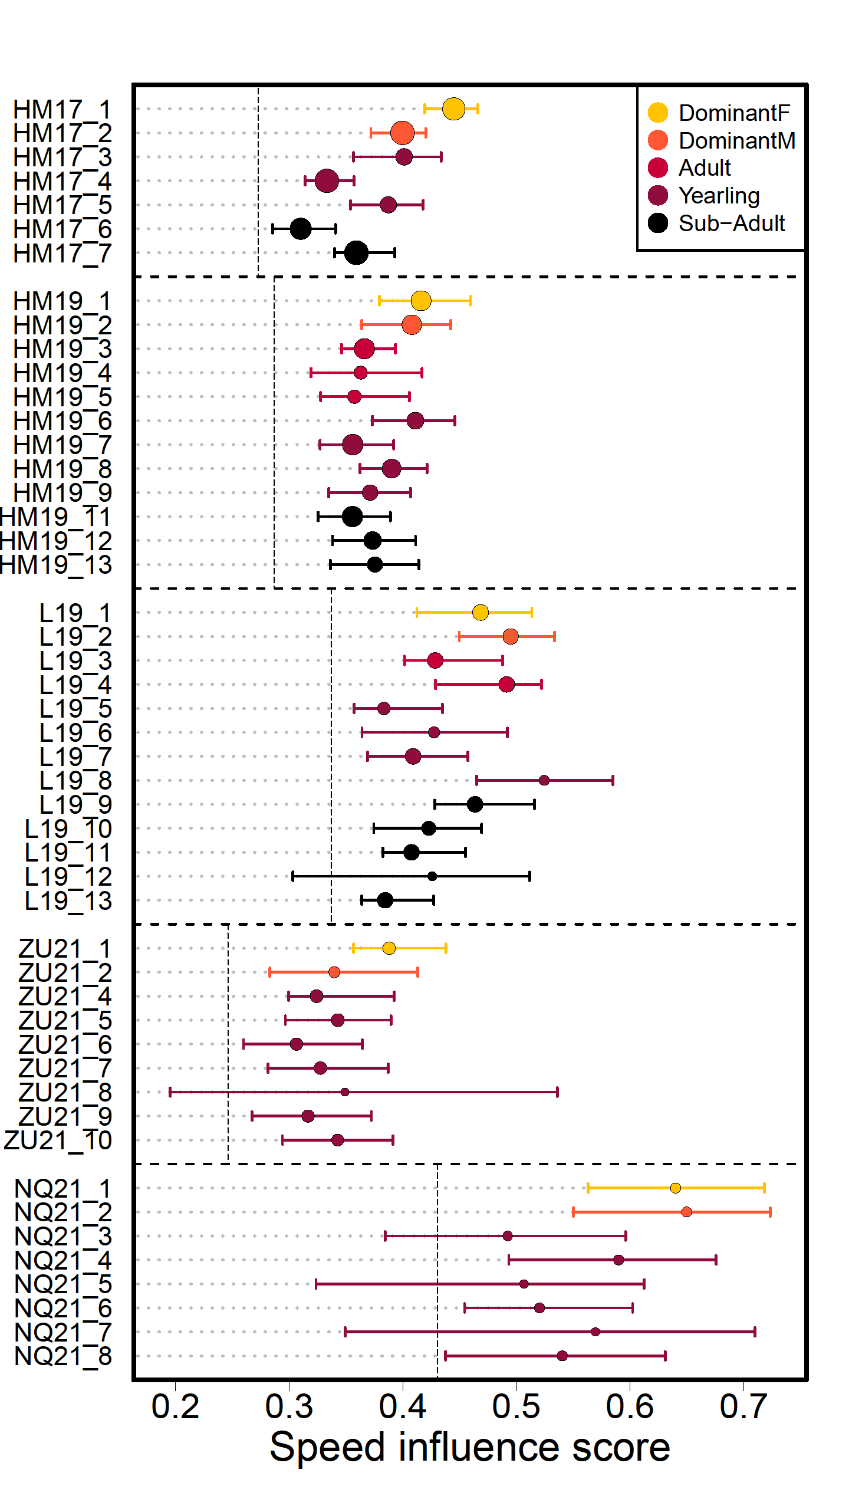 HM17_1
HM17_2
HM17_3
HM17_4
HM17_5
HM17_6
HM17_7
HM19_1
HM19_2
HM19_3
HM19_4
HM19_5
HM19_6
HM19_7
HM19_8
HM19_9
HM19_11
HM19_12
HM19_13
L19_1
L19_2
L19_3
L19_4
L19_5
L19_6
L19_7
L19_8
L19_9
L19_10
L19_11
L19_12
L19_13
ZU21_1
ZU21_2
ZU21_4
ZU21_5
ZU21_6
ZU21_7
ZU21_8
ZU21_9
ZU21_10
NQ21_1
NQ21_2
NQ21_3
NQ21_4
NQ21_5
NQ21_6
NQ21_7
NQ21_8
DominantF
DominantM
Adult
Yearling
Sub−Adult
0.2 0.3 0.4 0.5 0.6 0.7
Speed influence score